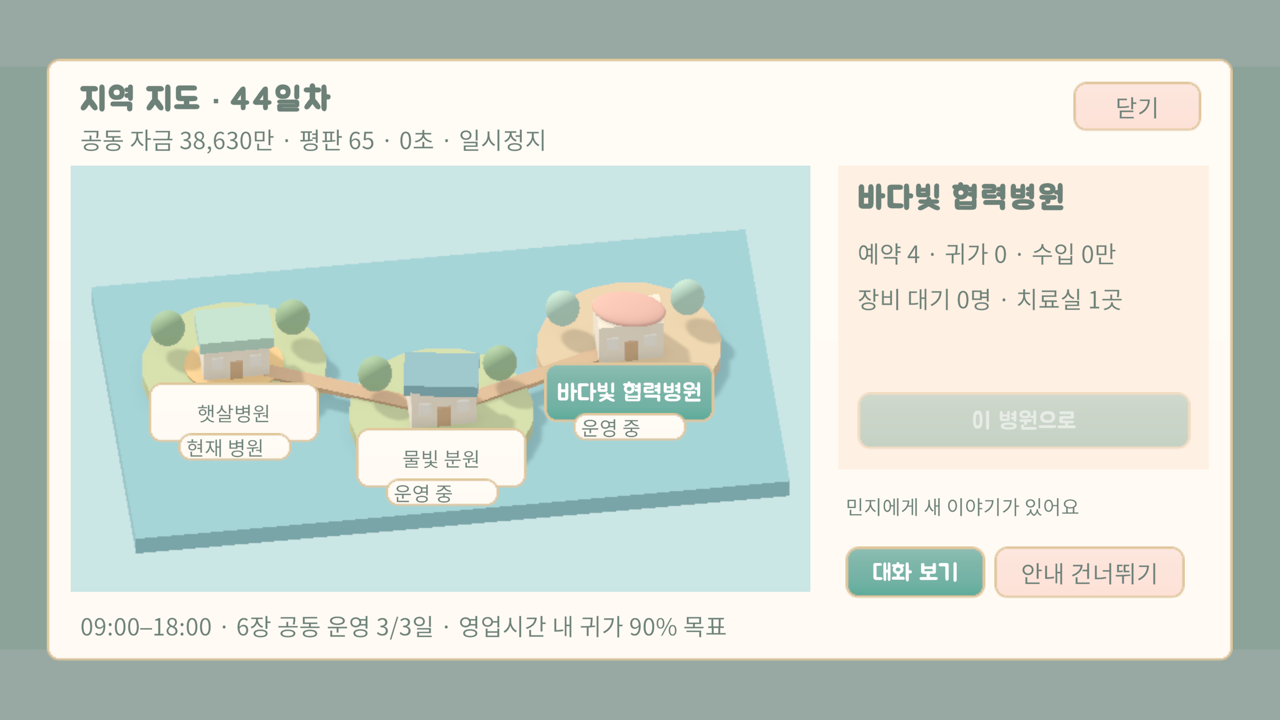 지역 지도 · 44일차
닫기
공동 자금 38,630만 · 평판 65 · 0초 · 일시정지
바다빛 협력병원
예약 4 · 귀가 0 · 수입 0만
장비 대기 0명 · 치료실 1곳
바다빛 협력병원
운영 중
햇살병원
현재 병원
물빛 분원
운영 중
이 병원으로
민지에게 새 이야기가 있어요
대화 보기
안내 건너뛰기
09:00–18:00 · 6장 공동 운영 3/3일 · 영업시간 내 귀가 90% 목표